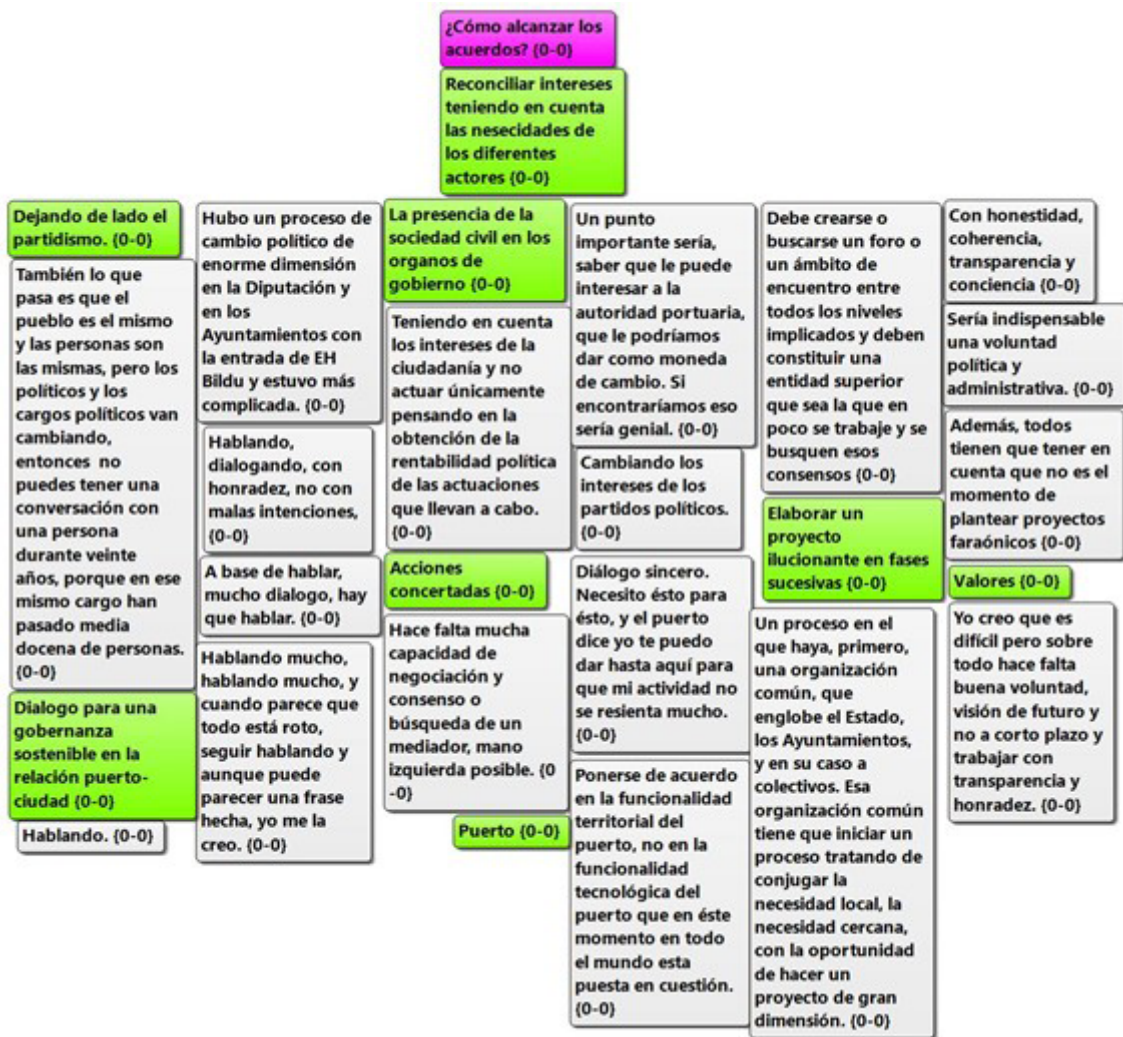 ¿Cómo alcanzar los
acuerdos? {0-0}
Reconciliar intereses
teniendo en cuenta
las nesecidades de
los diferentes
actores {0-0}
Dejando de lado el
partidismo. {0-0}
También lo que
pasa es que el
pueblo es el mismo
y las personas son
las mismas, pero los
políticos y los
cargos políticos van
cambiando,
entonces no
puedes tener una
conversación con
una persona
durante veinte
años, porque en ese
mismo cargo han
pasado media
docena de personas.
{0-0}
Dialogo para una
gobernanza
sostenible en la
relación puerto-
ciudad {0-0}
Hablando. {0-0}
Hubo un proceso de
cambio político de
enorme dimensión
en la Diputación y
en los
Ayuntamientos con
la entrada de EH
Bildu y estuvo más
complicada. {0-0}
Hablando,
dialogando, con
honradez, no con
malas intenciones,
{0-0}
A base de hablar,
mucho dialogo, hay
que hablar. {0-0}
Hablando mucho,
hablando mucho, y
cuando parece que
todo está roto,
seguir hablando y
aunque puede
parecer una frase
hecha, yo me la
creo. {0-0}
La presencia de la
sociedad civil en los
organos de
gobierno {0-0}
Teniendo en cuenta
los intereses de la
ciudadanía y no
actuar únicamente
pensando en la
obtención de la
rentabilidad política
de las actuaciones
que llevan a cabo.
{0-0}
Acciones
concertadas {0-0}
Hace falta mucha
capacidad de
negociación y
consenso o
búsqueda de un
mediador, mano
izquierda posible. {0
-0}
Puerto {0-0}
Un punto
importante sería,
saber que le puede
interesar a la
autoridad portuaria,
que le podríamos
dar como moneda
de cambio. Si
encontraríamos eso
sería genial. {0-0}
Cambiando los
intereses de los
partidos políticos.
{0-0}
Diálogo sincero.
Necesito ésto para
ésto, y el puerto
dice yo te puedo
dar hasta aquí para
que mi actividad no
se resienta mucho.
{0-0}
Ponerse de acuerdo
en la funcionalidad
territorial del
puerto, no en la
funcionalidad
tecnológica del
puerto que en éste
momento en todo
el mundo esta
puesta en cuestión.
{0-0}
Debe crearse o
buscarse un foro o
un ámbito de
encuentro entre
todos los niveles
implicados y deben
constituir una
entidad superior
que sea la que en
poco se trabaje y se
busquen esos
consensos {0-0}
Elaborar un
proyecto
ilucionante en fases
sucesivas {0-0}
Un proceso en el
que haya, primero,
una organización
común, que
englobe el Estado,
los Ayuntamientos,
y en su caso a
colectivos. Esa
organización común
tiene que iniciar un
proceso tratando de
conjugar la
necesidad local, la
necesidad cercana,
con la oportunidad
de hacer un
proyecto de gran
dimensión. {0-0}
Con honestidad,
coherencia,
transparencia y
conciencia {0-0}
Sería indispensable
una voluntad
política y
administrativa. {0-0}
Además, todos
tienen que tener en
cuenta que no es el
momento de
plantear proyectos
faraónicos {0-0}
Valores {0-0}
Yo creo que es
difícil pero sobre
todo hace falta
buena voluntad,
visión de futuro y
no a corto plazo y
trabajar con
transparencia y
honradez. {0-0}